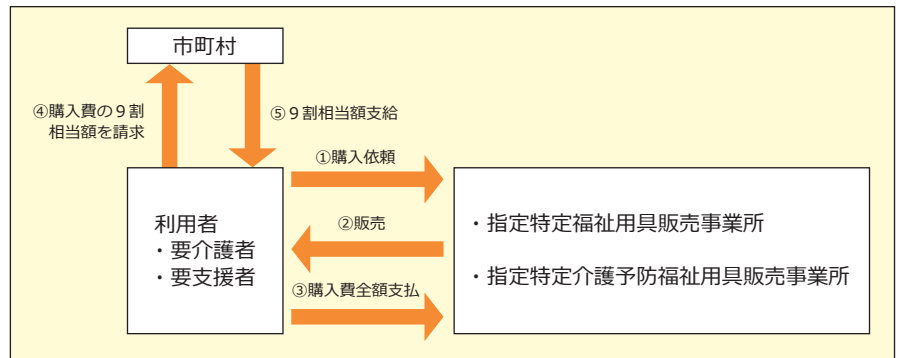 市町村
④購入費の9割
相当額を請求
⑤9割相当額支給
①購入依頼
利用者
・要介護者
・要支援者
②販売
③購入費全額支払
・指定特定福祉用具販売事業所
・指定特定介護予防福祉用具販売事業所